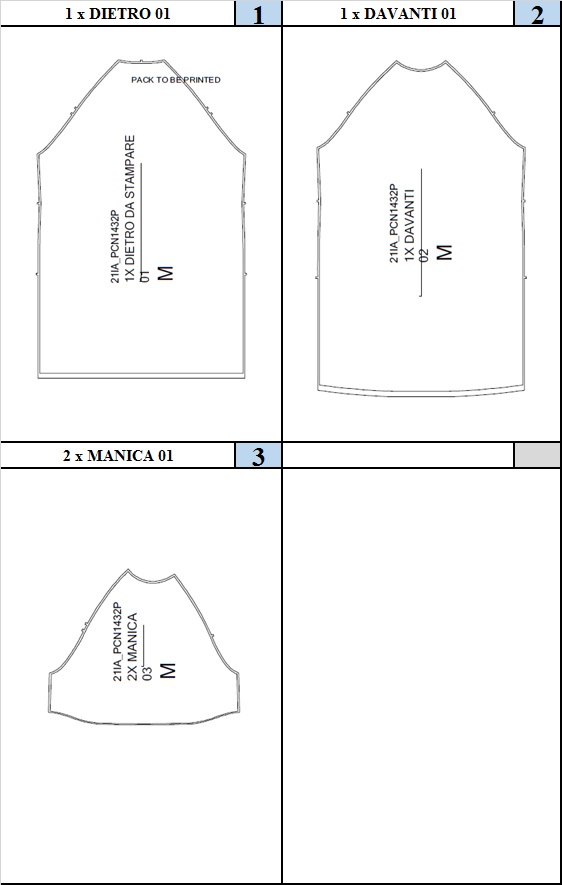 1 x DIETRO 01
1
1 x DAVANTI 01
2
PACK TO BE PRINTED
21IA_PCN1432P
1X DIETRO DA STAMPARE
01
M
21IA_PCN1432P
1X DAVANTI
02
M
2 x MANICA 01
3
21IA_PCN1432P
2X MANICA
03
M